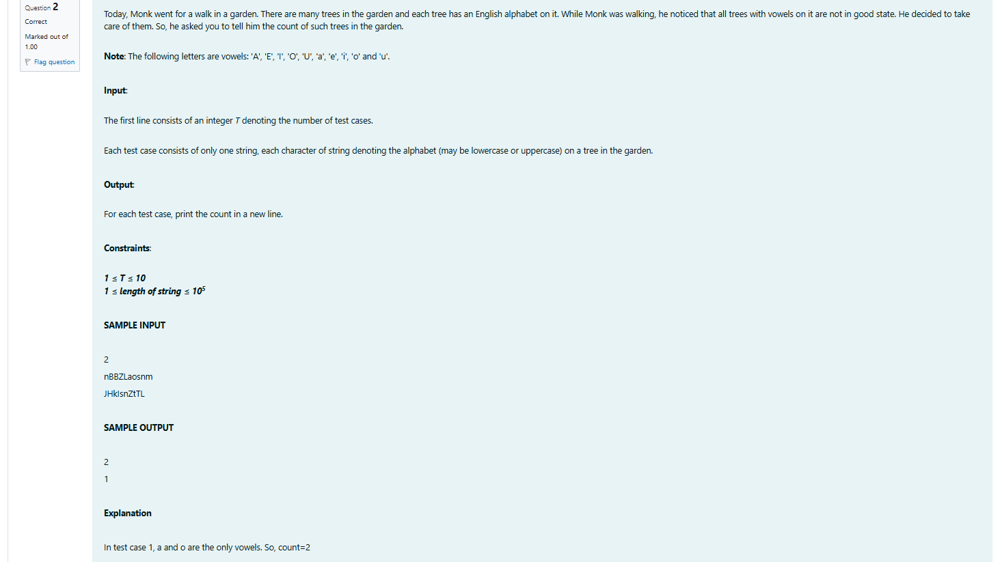 Question 2
Correct
Marked out of
1.00
Flag question
Today, Monk went for a walk in a garden. There are many trees in the garden and each tree has an English alphabet on it. While Monk was walking, he noticed that all trees with vowels on it are not in good state. He decided to take
care of them. So, he asked you to tell him the count of such trees in the garden.
Note: The following letters are vowels: 'A', 'E', 'I', 'O', 'U', 'a', 'e', 'i', 'o' and 'u'.
Input:
The first line consists of an integer T denoting the number of test cases.
Each test case consists of only one string, each character of string denoting the alphabet (may be lowercase or uppercase) on a tree in the garden.
Output:
For each test case, print the count in a new line.
Constraints:
1 ≤ T ≤ 10
1 ≤ length of string ≤ 10⁵
SAMPLE INPUT
2
nBBZLaosnm
JHkIsnZtTL
SAMPLE OUTPUT
2
1
Explanation
In test case 1, a and o are the only vowels. So, count=2